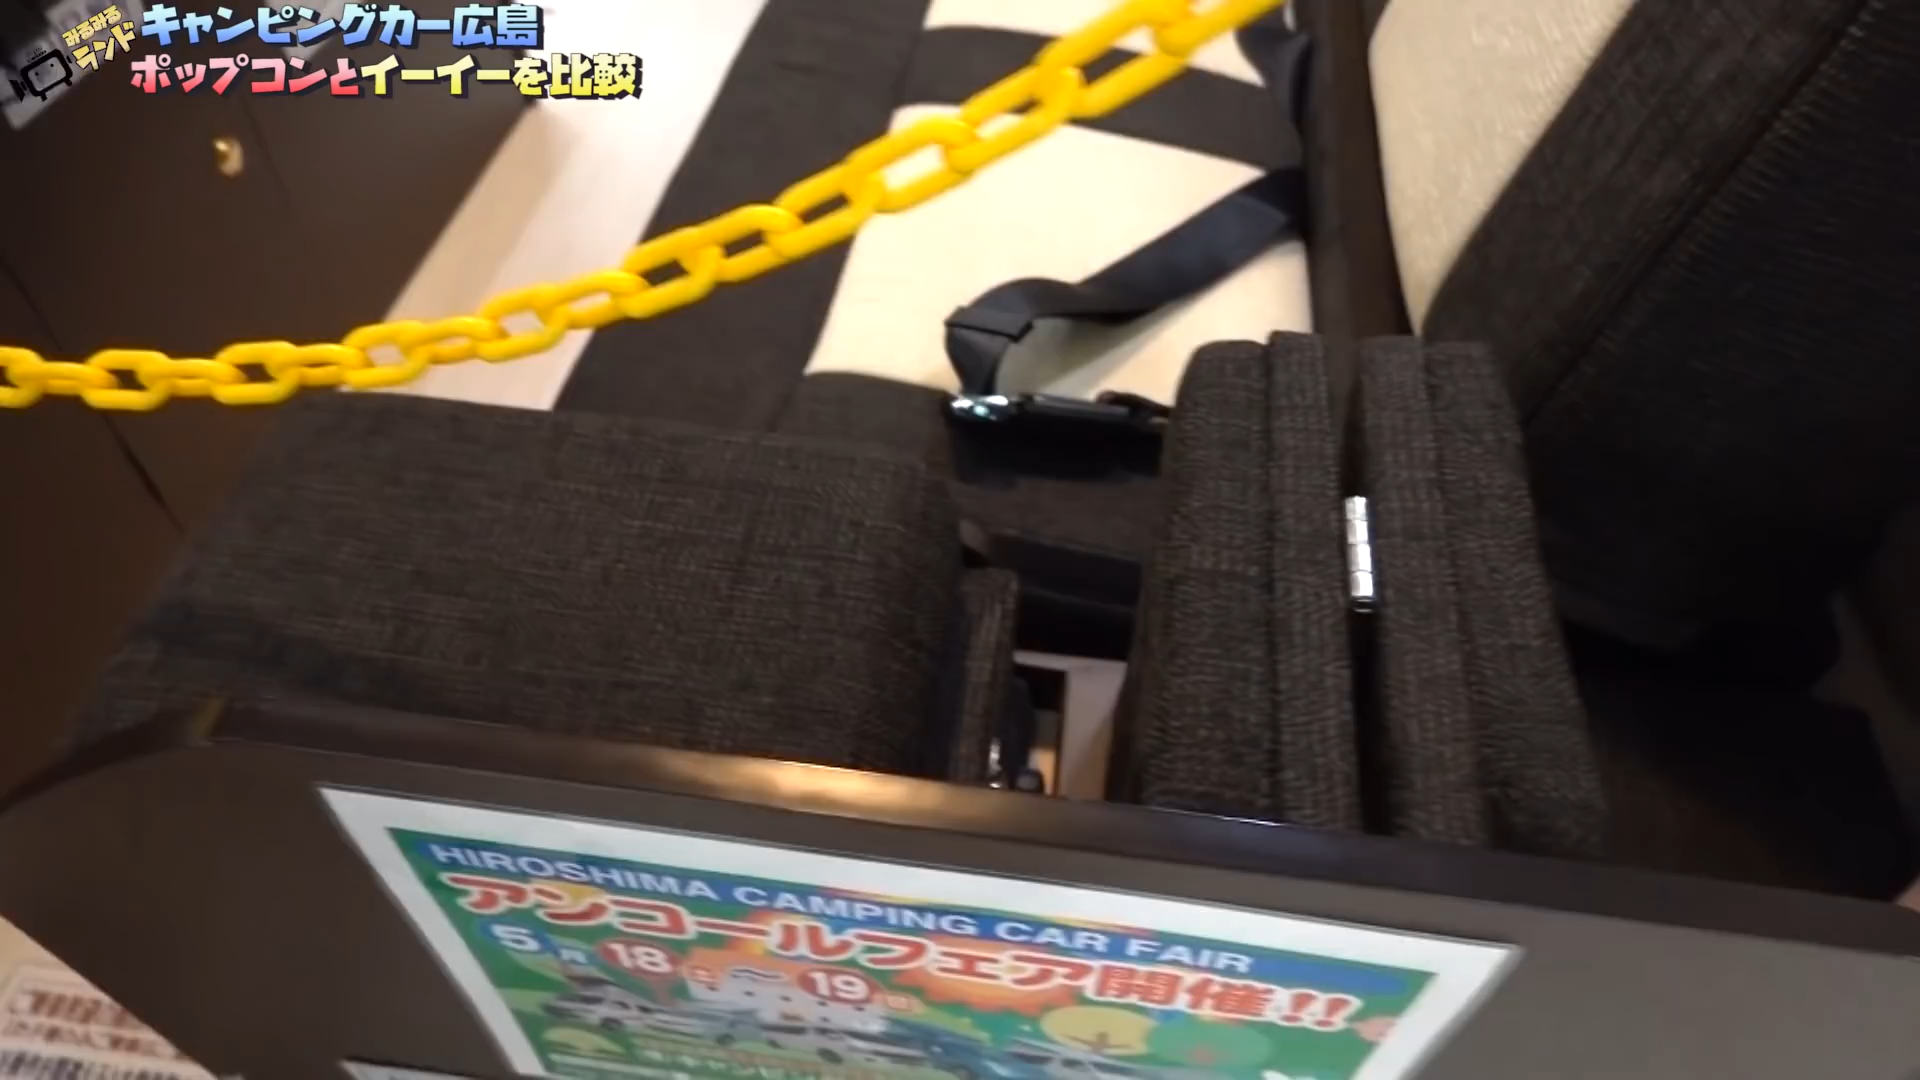 みるみる
ランド
キャンピングカー広島
ポップコンとイーイーを比較
HIROSHIMA CAMPING CAR FAIR
アンコールフェア開催!!
5月18土〜19日